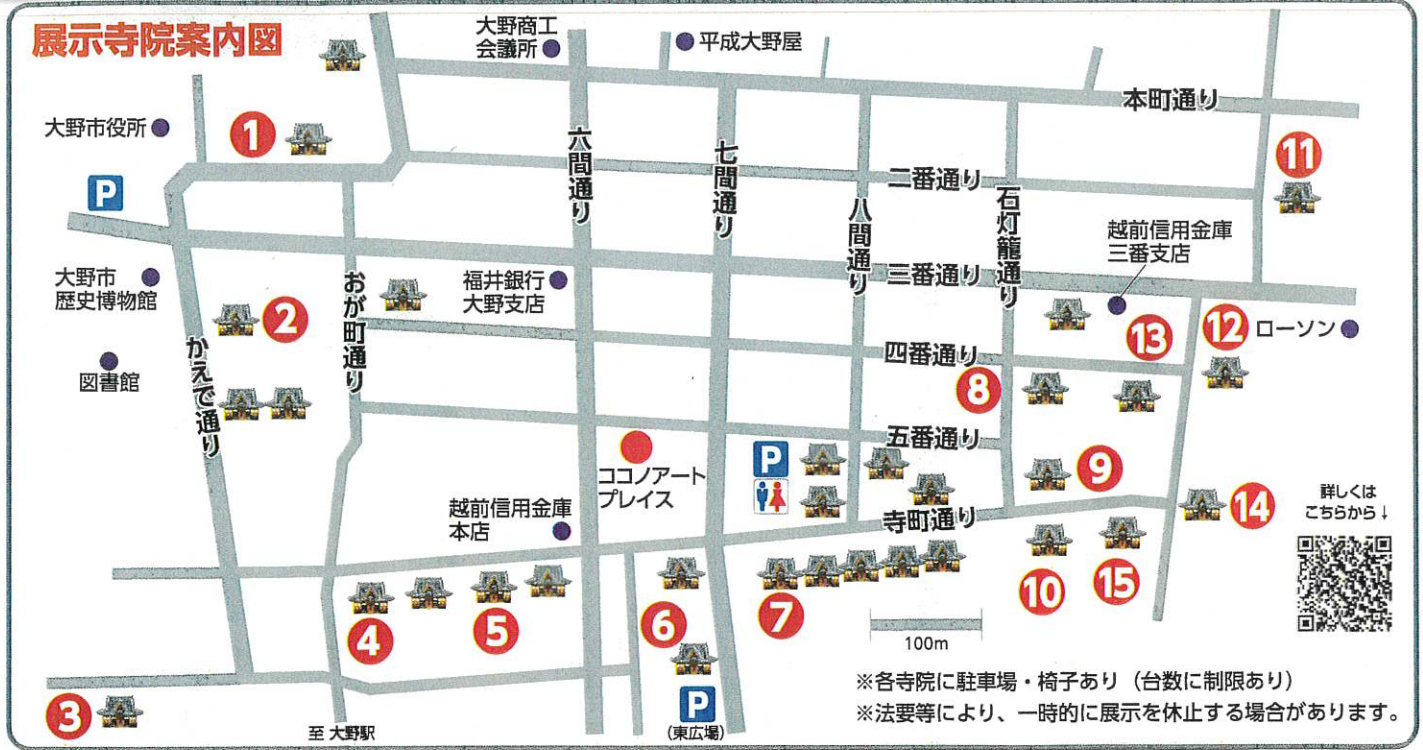 展示寺院案内図
大野商工
会議所
平成大野屋
本町通り
大野市役所
1
六間通り
七間通り
11
P
二番通り
石灯籠通り
八間通り
越前信用金庫
三番支店
大野市
歴史博物館
おが町通り
福井銀行
大野支店
三番通り
2
13
12
ローソン
図書館
かえで通り
四番通り
8
五番通り
ココノアート
プレイス
P
9
越前信用金庫
本店
寺町通り
14
詳しくは
こちらから↓
4
5
6
7
10
15
100m
3
至 大野駅
P
(東広場)
※各寺院に駐車場・椅子あり（台数に制限あり）
※法要等により、一時的に展示を休止する場合があります。